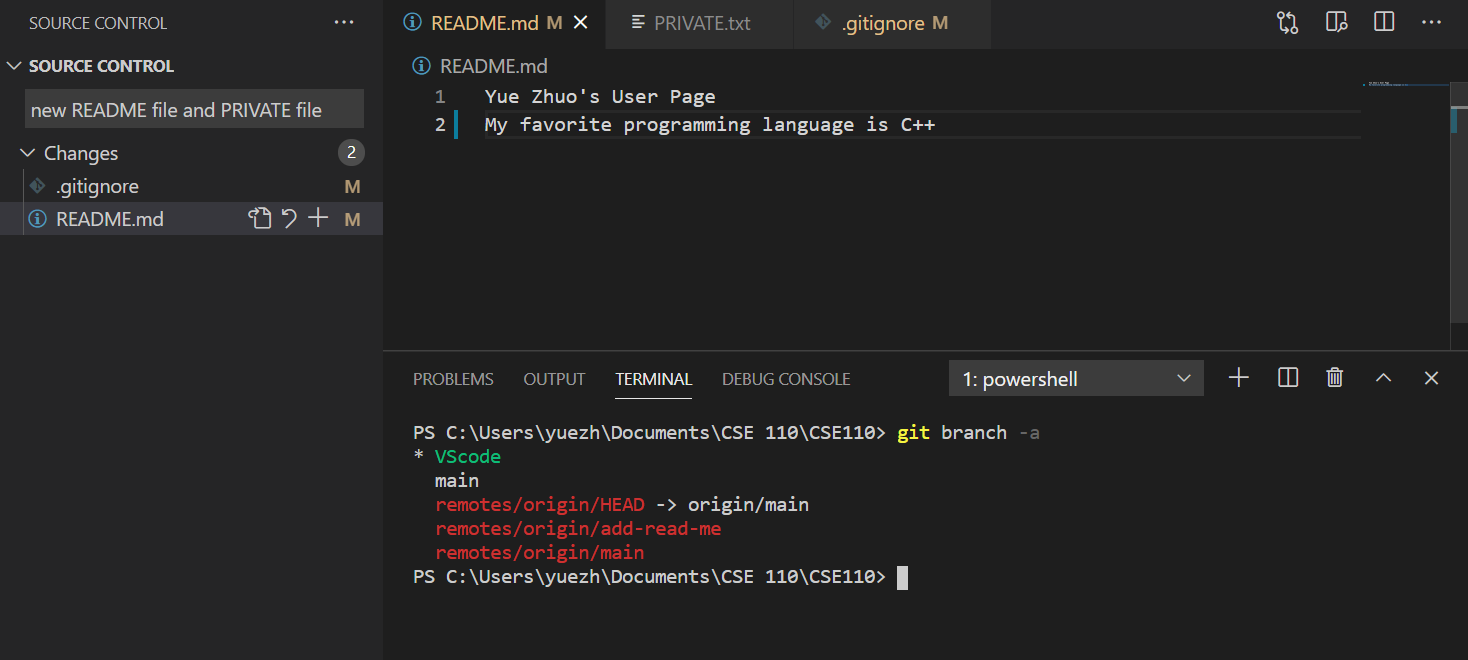 SOURCE CONTROL
SOURCE CONTROL
new README file and PRIVATE file
Changes 2
.gitignore M
README.md M
README.md M PRIVATE.txt .gitignore M
README.md
1 Yue Zhuo's User Page
2 My favorite programming language is C++
PROBLEMS OUTPUT TERMINAL DEBUG CONSOLE 1: powershell
PS C:\Users\yuezh\Documents\CSE 110\CSE110> git branch -a
* VScode
main
remotes/origin/HEAD -> origin/main
remotes/origin/add-read-me
remotes/origin/main
PS C:\Users\yuezh\Documents\CSE 110\CSE110>